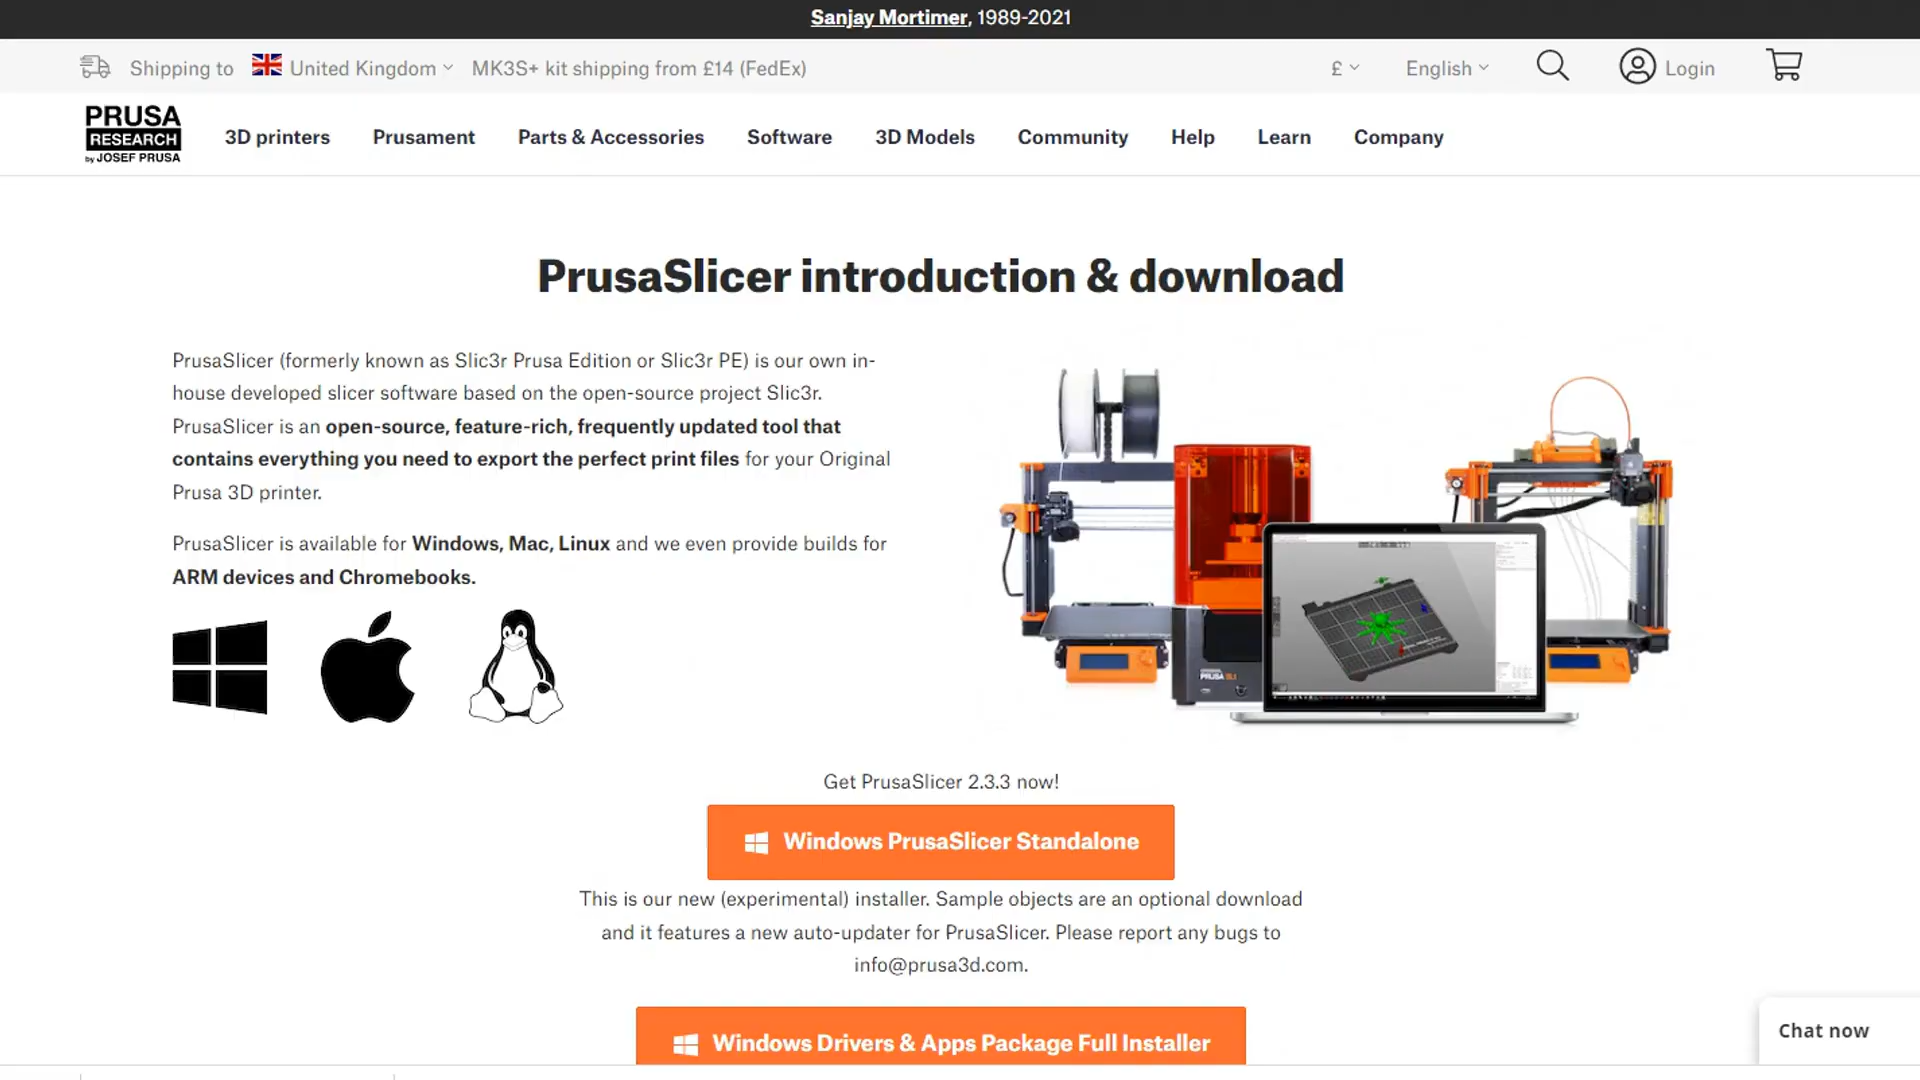 Sanjay Mortimer, 1989-2021
Shipping to United Kingdom MK3S+ kit shipping from £14 (FedEx) £ English Login
PRUSA
RESEARCH
by JOSEF PRUSA
3D printers Prusament Parts & Accessories Software 3D Models Community Help Learn Company
PrusaSlicer introduction & download
PrusaSlicer (formerly known as Slic3r Prusa Edition or Slic3r PE) is our own in-
house developed slicer software based on the open-source project Slic3r.
PrusaSlicer is an open-source, feature-rich, frequently updated tool that
contains everything you need to export the perfect print files for your Original
Prusa 3D printer.
PrusaSlicer is available for Windows, Mac, Linux and we even provide builds for
ARM devices and Chromebooks.
PRUSA SL1
Get PrusaSlicer 2.3.3 now!
Windows PrusaSlicer Standalone
This is our new (experimental) installer. Sample objects are an optional download
and it features a new auto-updater for PrusaSlicer. Please report any bugs to
info@prusa3d.com.
Windows Drivers & Apps Package Full Installer
Chat now